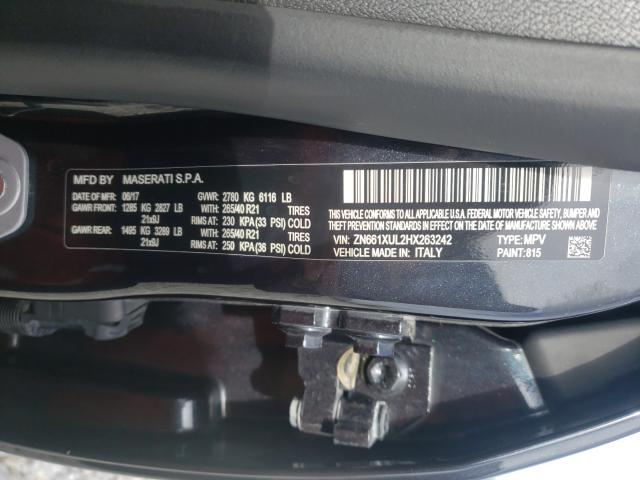 MFD BY MASERATI S.P.A.
DATE OF MFR: 06/17 GVWR: 2780 KG 6116 LB
GAWR FRONT: 1285 KG 2827 LB WITH: 265/40 R21 TIRES
21x9J RIMS AT: 230 KPA(33 PSI) COLD
GAWR REAR: 1495 KG 3289 LB WITH: 265/40 R21 TIRES
21x9J RIMS AT: 250 KPA(36 PSI) COLD
THIS VEHICLE CONFORMS TO ALL APPLICABLE U.S.A. FEDERAL MOTOR VEHICLE SAFETY, BUMPER AND
THEFT PREVENTION STANDARDS IN EFFECT ON THE DATE OF MANUFACTURE SHOWN ABOVE
VIN: ZN661XUL2HX263242 TYPE: MPV
VEHICLE MADE IN: ITALY PAINT: 815